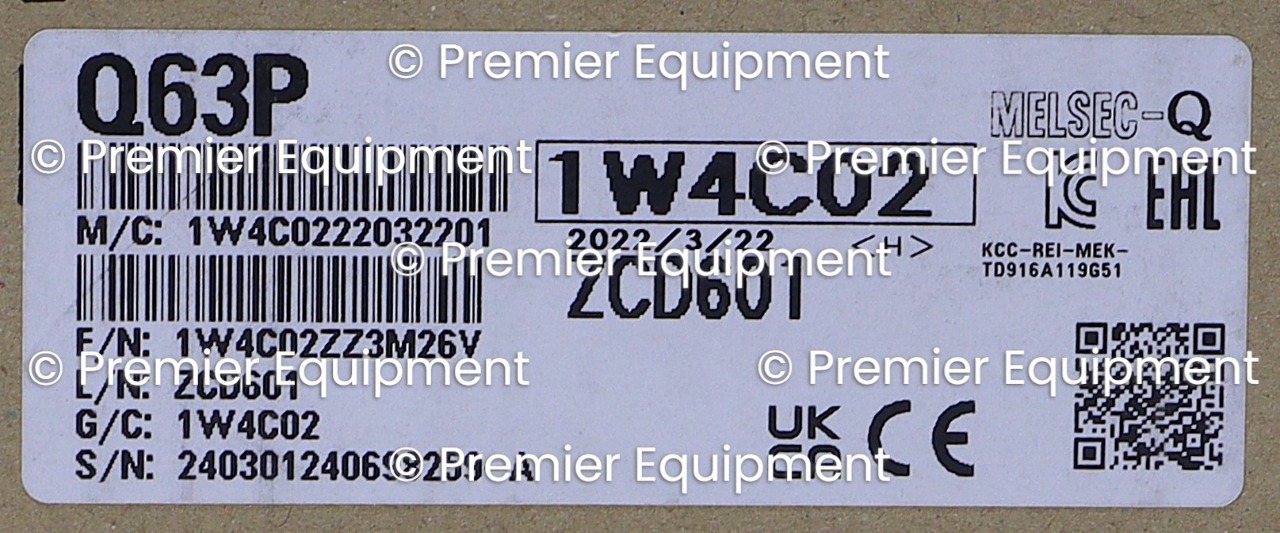 © Premier Equipment
Q63P
MELSEC-Q
© Premier Equipment
© Premier Equipment
1W4C02
EAC
M/C: 1W4C0222032201
2022/3/22 <H>
KCC-REI-MEK-
TD916A119G51
© Premier Equipment
ZCD601
F/N: 1W4C02ZZ3M26V
© Premier Equipment
© Premier Equipment
L/N: ZCD601
G/C: 1W4C02
UK
CA
CE
S/N:
© Premier Equipment